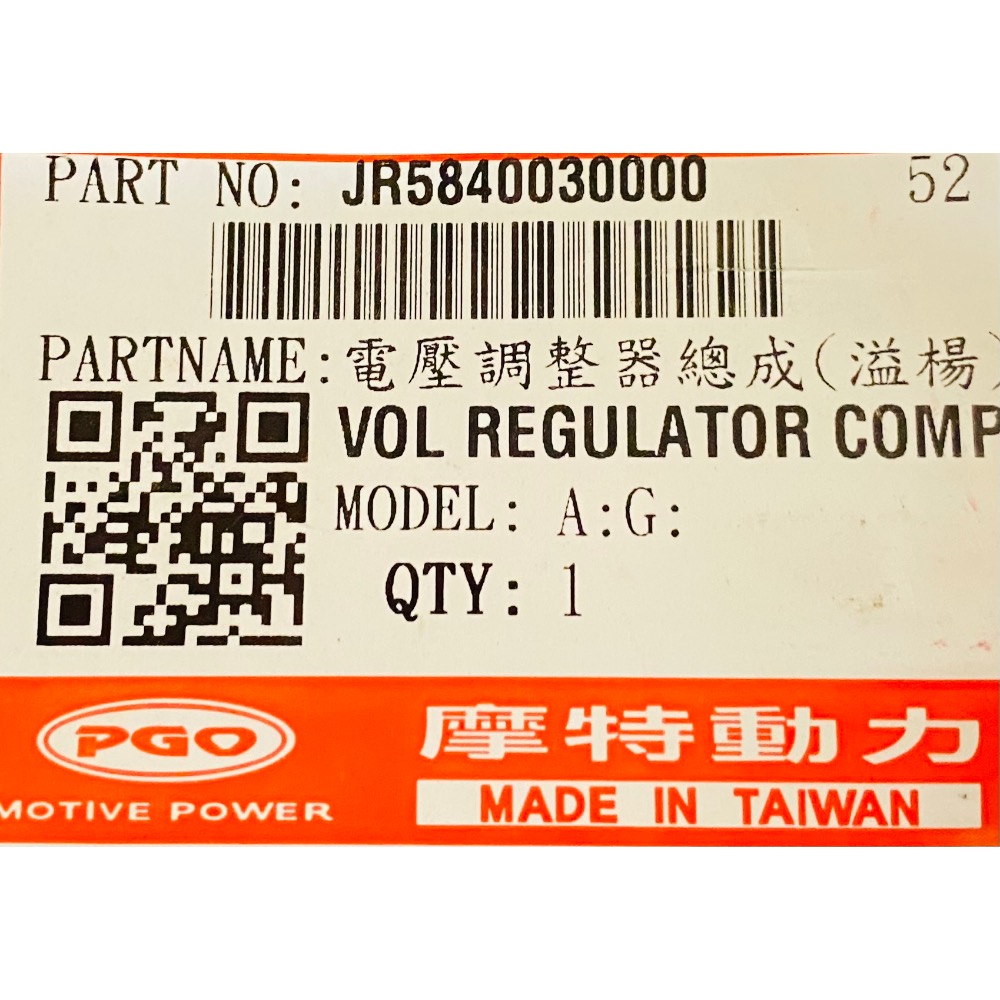 PART NO: JR5840030000 52
PARTNAME:電壓調整器總成(溢楊)
VOL REGULATOR COMP
MODEL: A:G:
QTY: 1
PGO
MOTIVE POWER
摩特動力
MADE IN TAIWAN